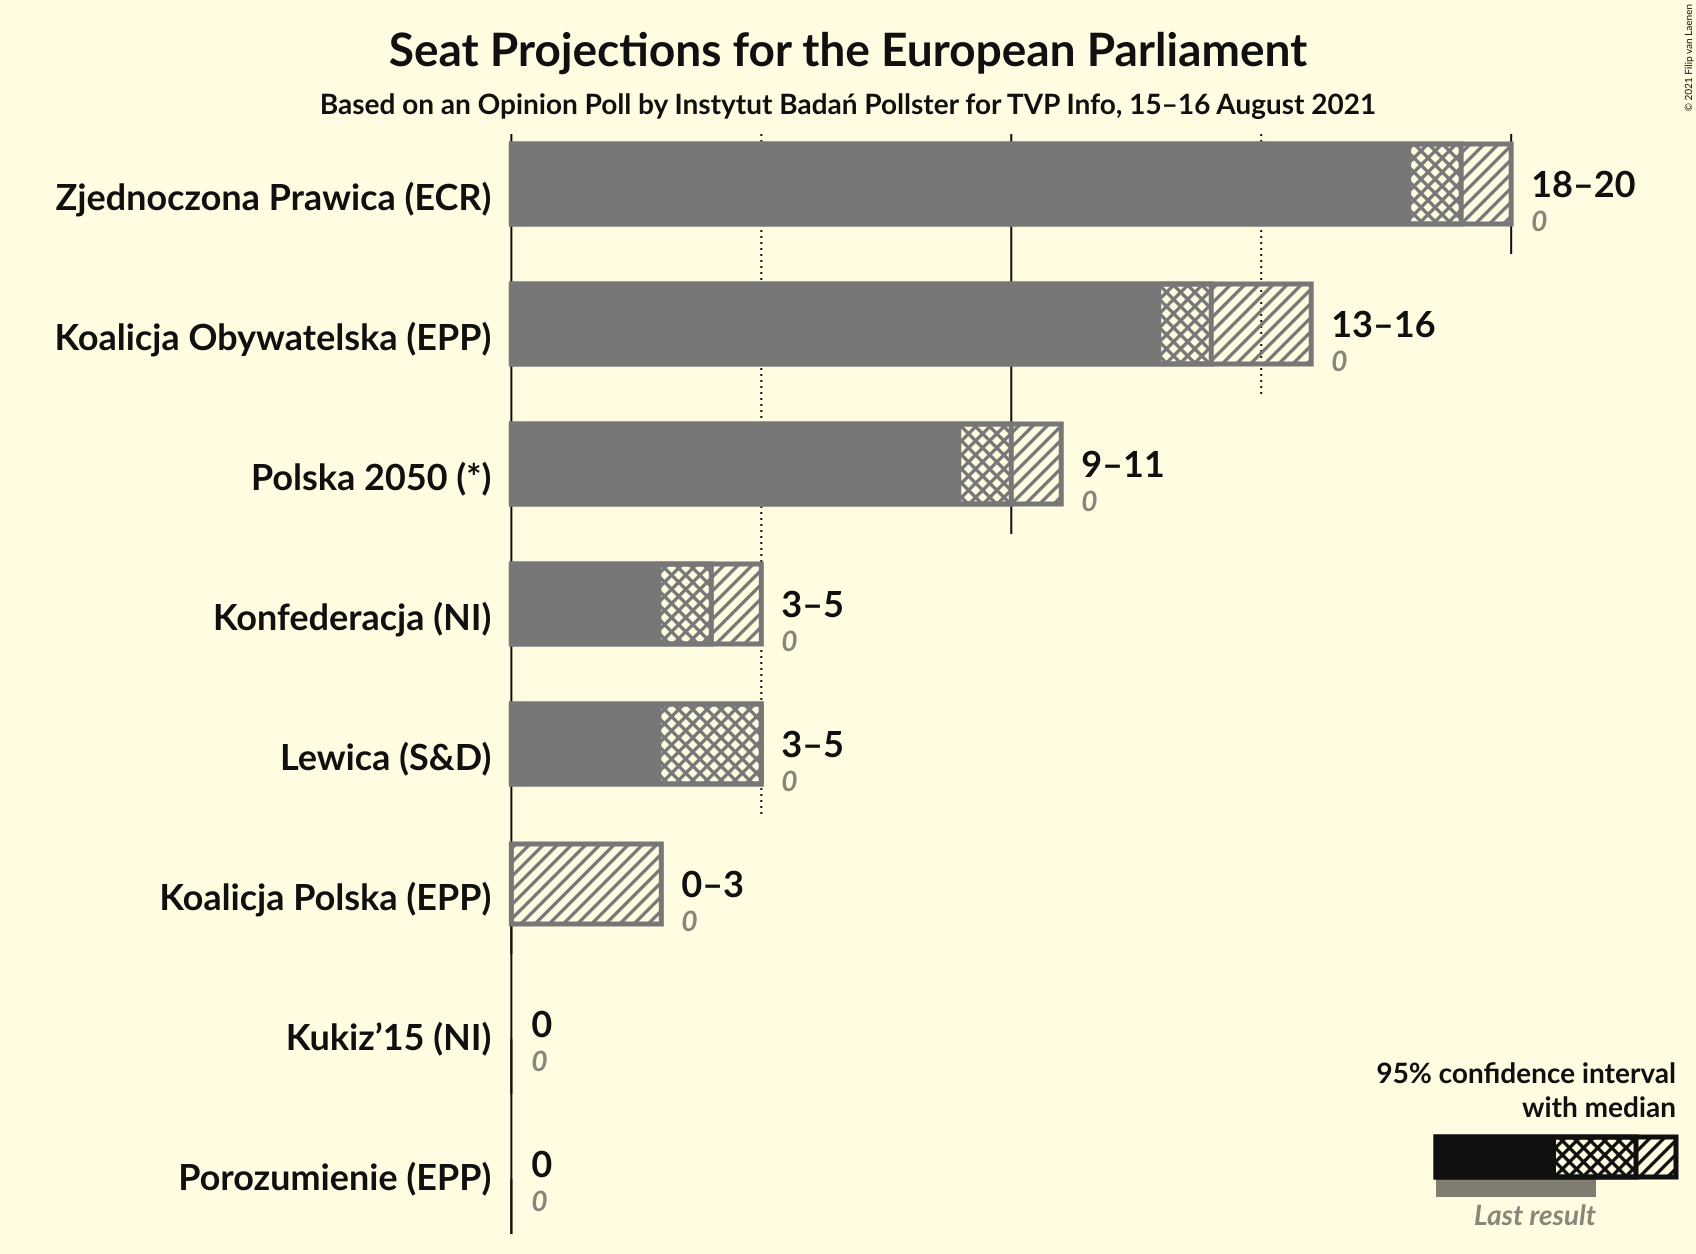 Seat Projections for the European Parliament
Based on an Opinion Poll by Instytut Badań Pollster for TVP Info, 15–16 August 2021
© 2021 Filip van Laenen
Zjednoczona Prawica (ECR)
18–20
0
Koalicja Obywatelska (EPP)
13–16
0
Polska 2050 (*)
9–11
0
Konfederacja (NI)
3–5
0
Lewica (S&D)
3–5
0
Koalicja Polska (EPP)
0–3
0
Kukiz’15 (NI)
0
0
Porozumienie (EPP)
0
0
95% confidence interval
with median
Last result